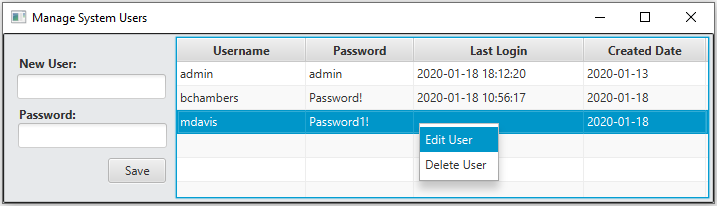 Manage System Users
New User:
Password:
Save
Username Password Last Login Created Date
admin admin 2020-01-18 18:12:20 2020-01-13
bchambers Password! 2020-01-18 10:56:17 2020-01-18
mdavis Password1! 2020-01-18
Edit User
Delete User